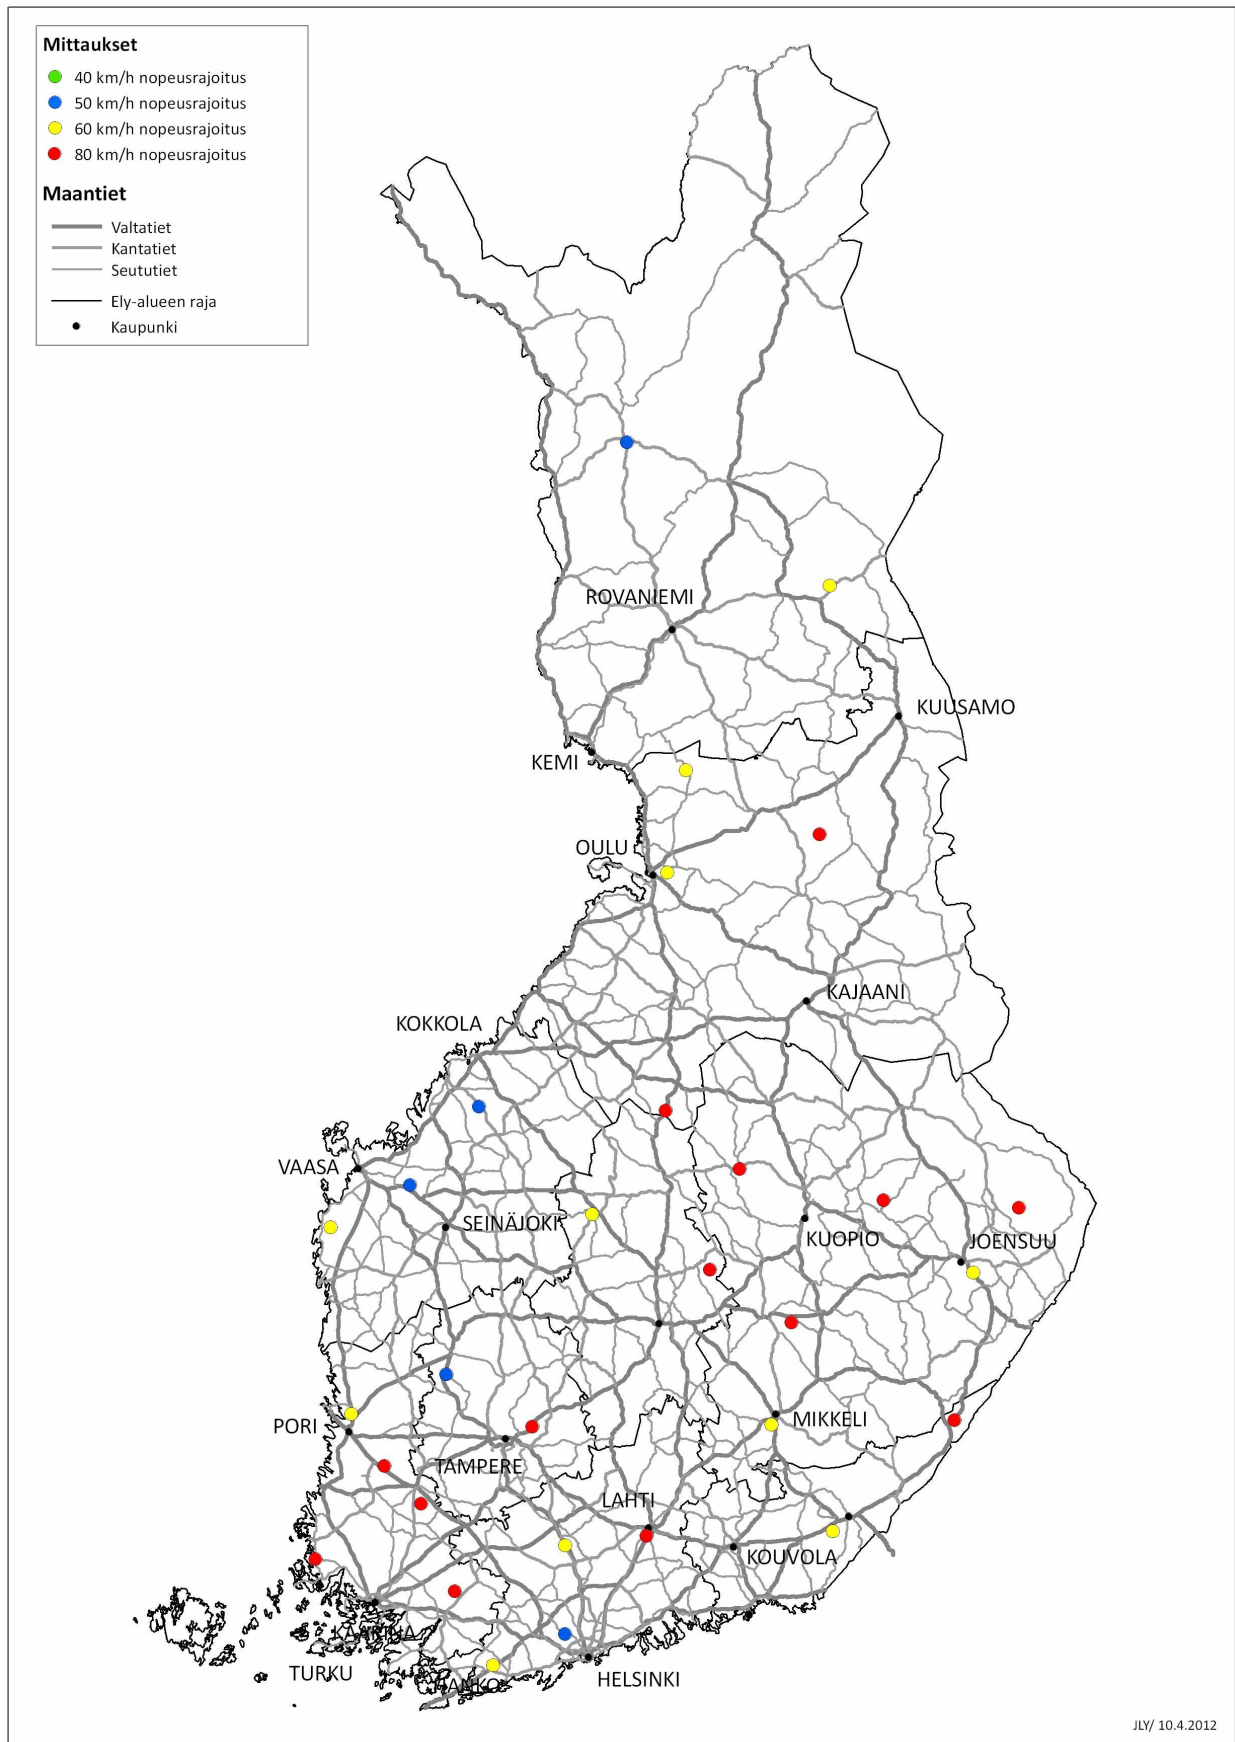 Mittaukset
40 km/h nopeusrajoitus
50 km/h nopeusrajoitus
60 km/h nopeusrajoitus
80 km/h nopeusrajoitus
Maantiet
Valtatiet
Kantatiet
Seututiet
Ely-alueen raja
Kaupunki
ROVANIEMI
KUUSAMO
KEMI
OULU
KAJAANI
KOKKOLA
VAASA
SEINÄJOKI
KUOPIO
JOENSUU
PORI
MIKKELI
TAMPERE
LAHTI
KOUVOLA
KAARINA
TURKU
HANKO
HELSINKI
JLY/ 10.4.2012